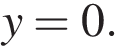 y = 0.